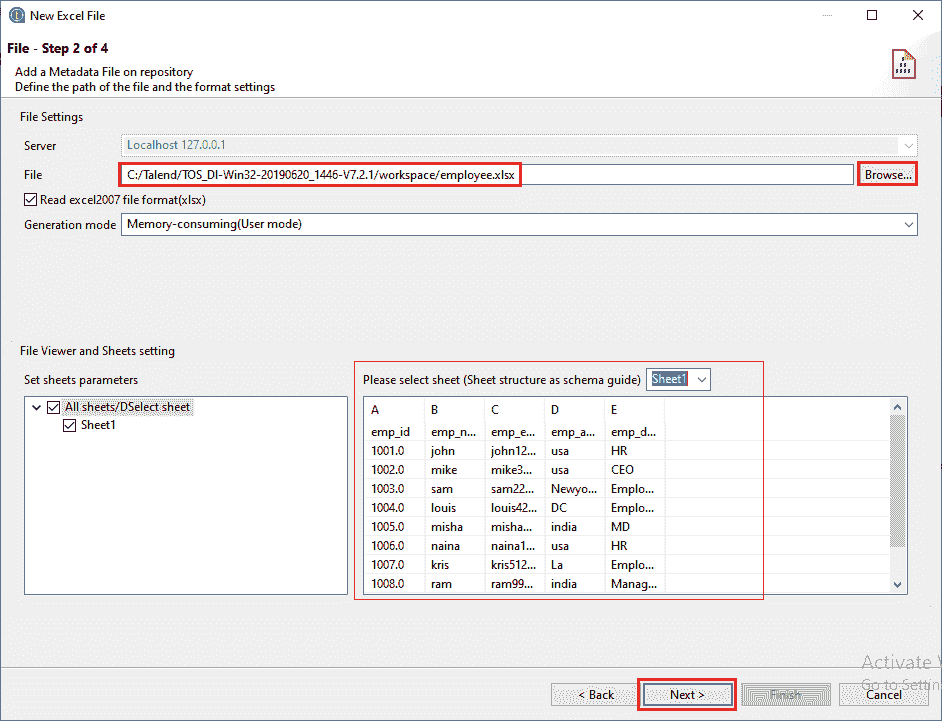 New Excel File
File - Step 2 of 4
Add a Metadata File on repository
Define the path of the file and the format settings
File Settings
Server Localhost 127.0.0.1
File C:/Talend/TOS_DI-Win32-20190620_1446-V7.2.1/workspace/employee.xlsx Browse...
Read excel2007 file format(xlsx)
Generation mode Memory-consuming(User mode)
File Viewer and Sheets setting
Set sheets parameters
All sheets/DSelect sheet
Sheet1
Please select sheet (Sheet structure as schema guide) Sheet1
A B C D E
emp_id emp_n... emp_e... emp_a... emp_d...
1001.0 john john12... usa HR
1002.0 mike mike3... usa CEO
1003.0 sam sam22... Newyo... Emplo...
1004.0 louis louis42... DC Emplo...
1005.0 misha misha... india MD
1006.0 naina naina1... usa HR
1007.0 kris kris512... La Emplo...
1008.0 ram ram99... india Manag...
Activate W
Go to Settin
< Back Next > Finish Cancel